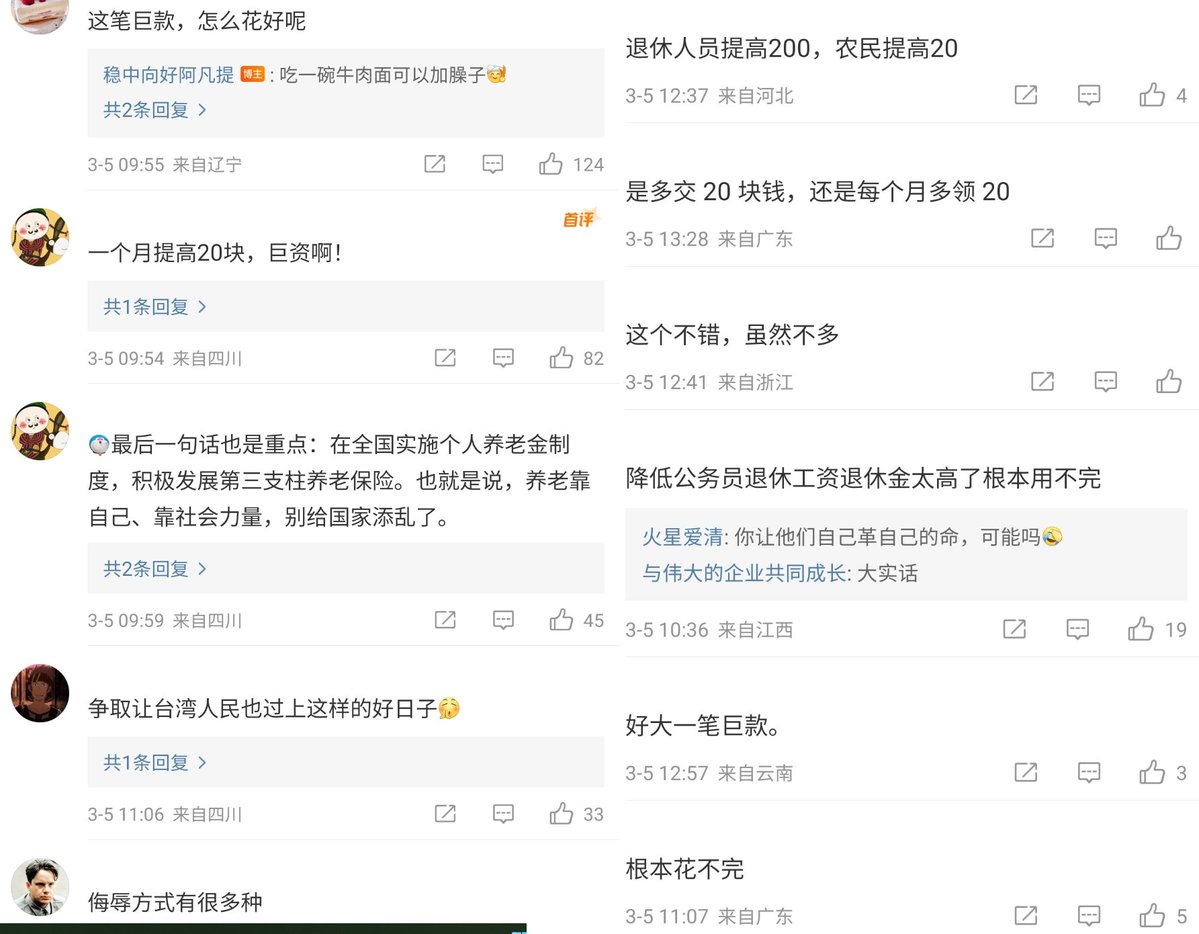 这笔巨款，怎么花好呢
稳中向好阿凡提 博主 : 吃一碗牛肉面可以加臊子🥳
共2条回复 >
3-5 09:55 来自辽宁
124
首评
一个月提高20块，巨资啊！
共1条回复 >
3-5 09:54 来自四川
82
最后一句话也是重点：在全国实施个人养老金制
度，积极发展第三支柱养老保险。也就是说，养老靠
自己、靠社会力量，别给国家添乱了。
共2条回复 >
3-5 09:59 来自四川
45
争取让台湾人民也过上这样的好日子🤭
共1条回复 >
3-5 11:06 来自四川
33
侮辱方式有很多种
退休人员提高200，农民提高20
3-5 12:37 来自河北
4
是多交 20 块钱，还是每个月多领 20
3-5 13:28 来自广东
这个不错，虽然不多
3-5 12:41 来自浙江
降低公务员退休工资退休金太高了根本用不完
火星爱清: 你让他们自己革自己的命，可能吗🤣
与伟大的企业共同成长: 大实话
3-5 10:36 来自江西
19
好大一笔巨款。
3-5 12:57 来自云南
3
根本花不完
3-5 11:07 来自广东
5